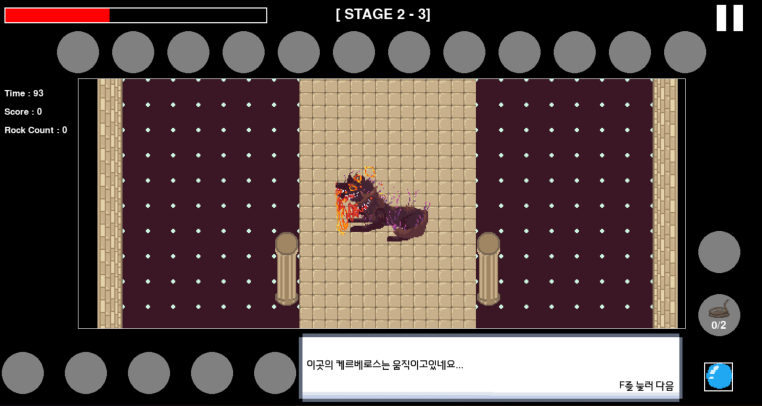 [ STAGE 2 - 3]
Time : 93
Score : 0
Rock Count : 0
0/2
이곳의 케르베로스는 움직이고있네요...
F를 눌러 다음